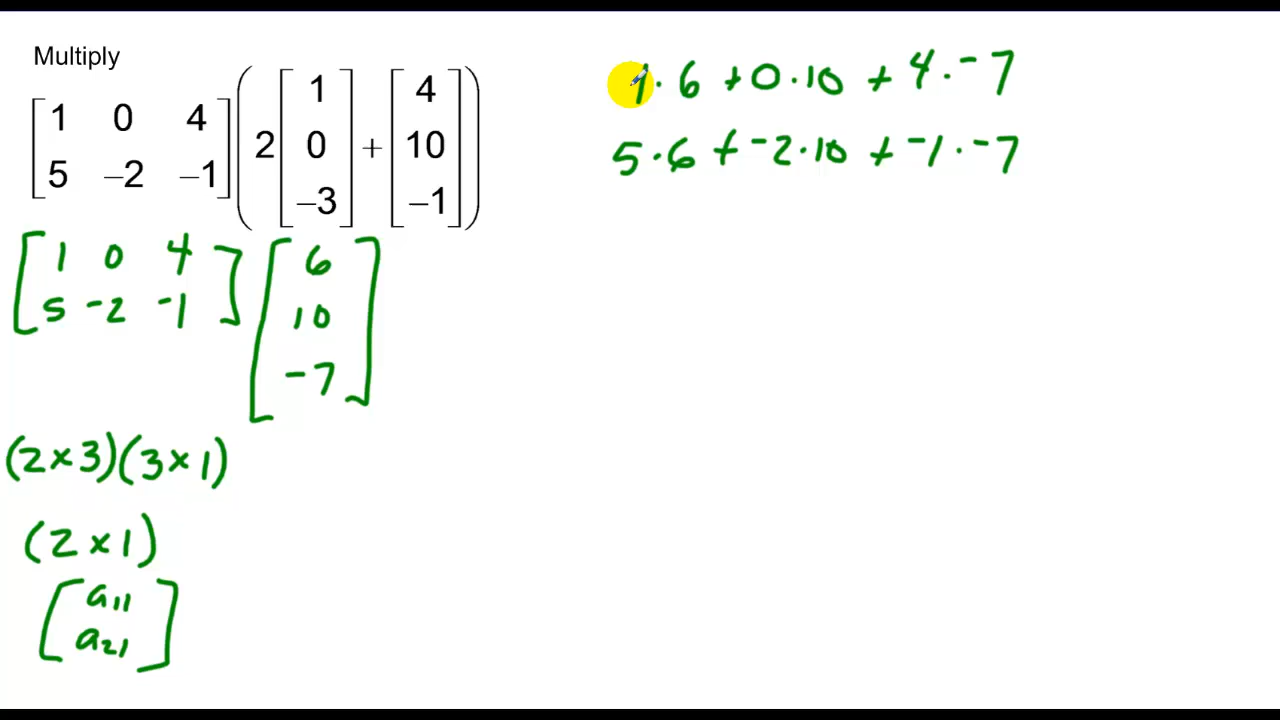 Multiply
[1 0 4
5 −2 −1] (2 [1
0
−3] + [4
10
−1])
[1 0 4
5 -2 -1] [6
10
-7]
(2×3)(3×1)
(2×1)
[a11
a21]
1·6 + 0·10 + 4·-7
5·6 + -2·10 + -1·-7